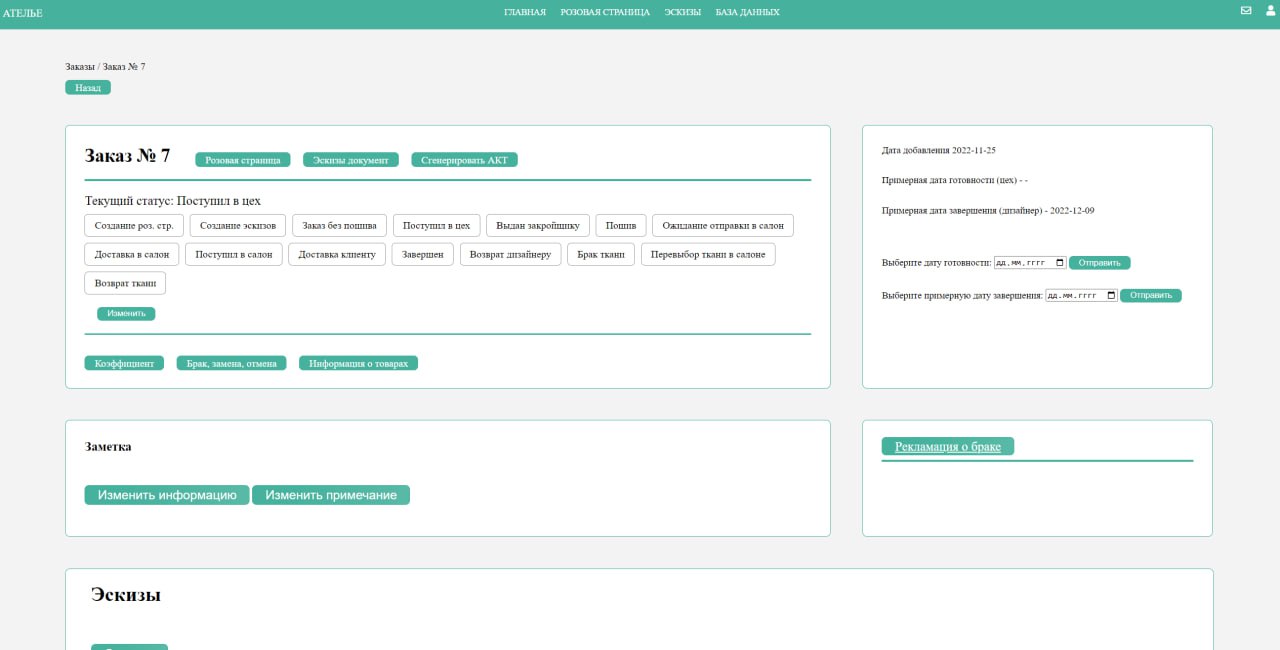 АТЕЛЬЕ ГЛАВНАЯ РОЗОВАЯ СТРАНИЦА ЭСКИЗЫ БАЗА ДАННЫХ
Заказы / Заказ № 7
Назад
Заказ № 7 Розовая страница Эскизы документ Сгенерировать АКТ
Текущий статус: Поступил в цех
Создание роз. стр. Создание эскизов Заказ без пошива Поступил в цех Выдан закройщику Пошив Ожидание отправки в салон
Доставка в салон Поступил в салон Доставка клиенту Завершен Возврат дизайнеру Брак ткани Перевыбор ткани в салоне
Возврат ткани
Изменить
Коэффициент Брак, замена, отмена Информация о товарах
Дата добавления 2022-11-25
Примерная дата готовности (цех) - -
Примерная дата завершения (дизайнер) - 2022-12-09
Выберите дату готовности: дд.мм.гггг Отправить
Выберите примерную дату завершения: дд.мм.гггг Отправить
Заметка
Изменить информацию Изменить примечание
Рекламация о браке
Эскизы